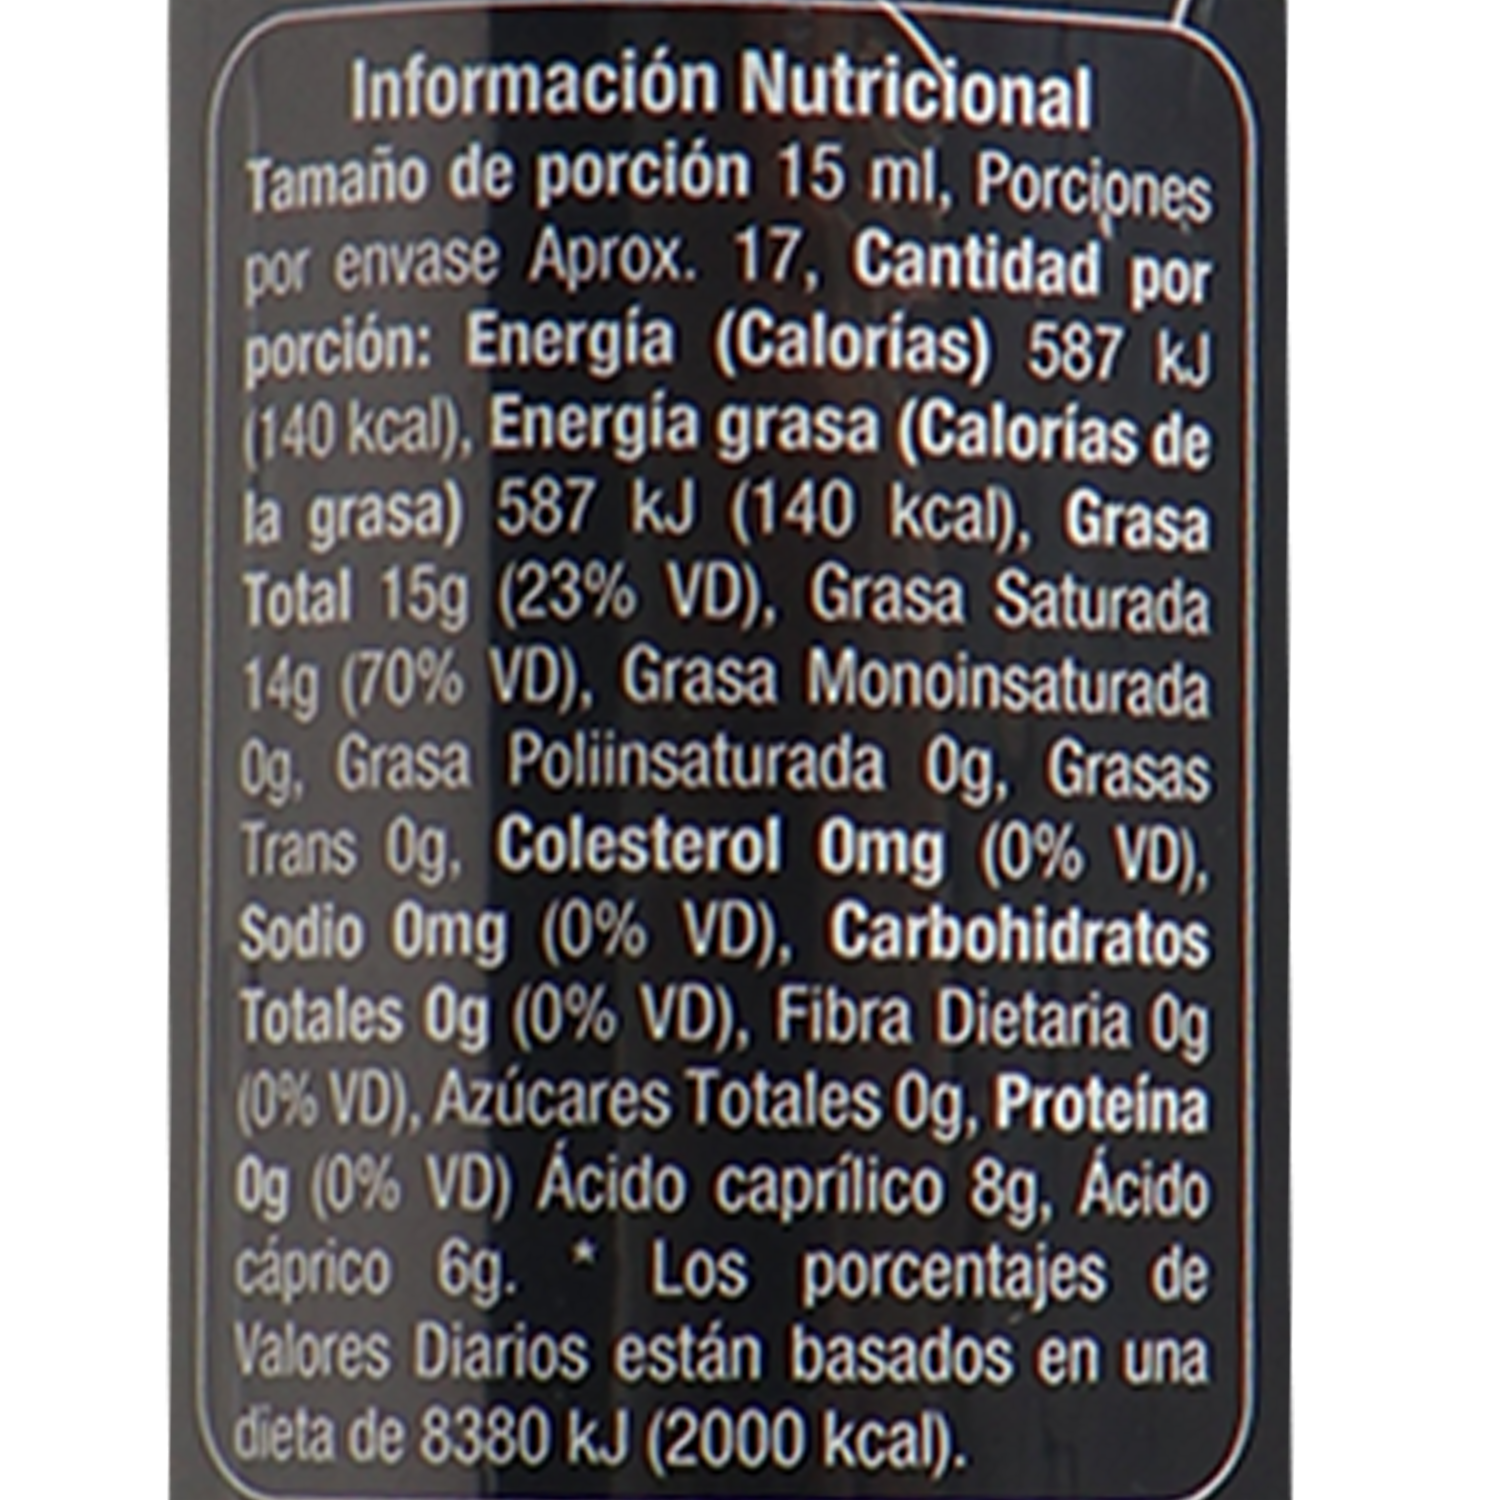 Información Nutricional
Tamaño de porción 15 ml, Porciones
por envase Aprox. 17, Cantidad por
porción: Energía (Calorías) 587 kJ
(140 kcal), Energía grasa (Calorías de
la grasa) 587 kJ (140 kcal), Grasa
Total 15g (23% VD), Grasa Saturada
14g (70% VD), Grasa Monoinsaturada
0g, Grasa Poliinsaturada 0g, Grasas
Trans 0g, Colesterol 0mg (0% VD),
Sodio 0mg (0% VD), Carbohidratos
Totales 0g (0% VD), Fibra Dietaria 0g
(0% VD), Azúcares Totales 0g, Proteína
0g (0% VD) Ácido caprílico 8g, Ácido
cáprico 6g. * Los porcentajes de
Valores Diarios están basados en una
dieta de 8380 kJ (2000 kcal).